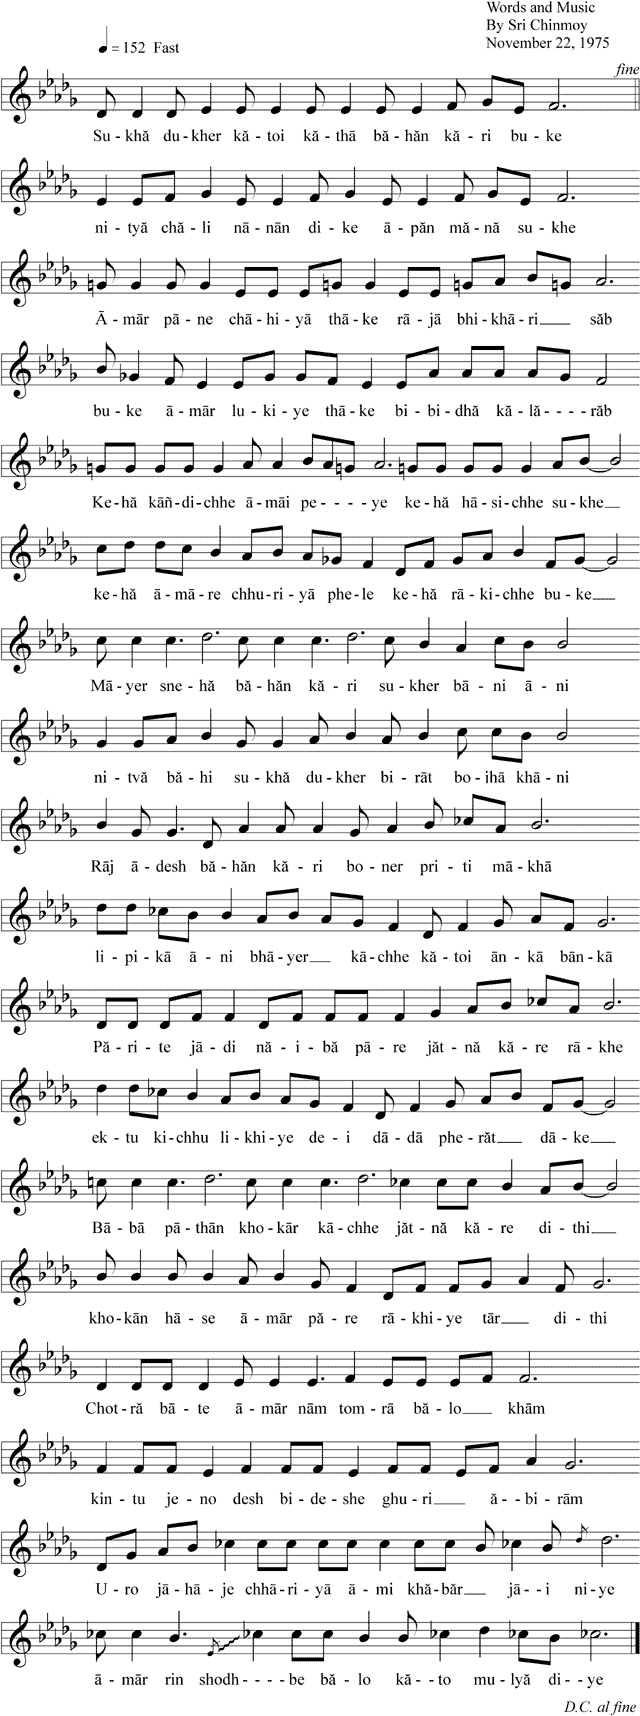 Words and Music
By Sri Chinmoy
November 22, 1975
= 152 Fast
fine
Su - khă du - kher kă - toi kă - thā bă - hăn kă - ri bu - ke
ni - tyă chă - li nā - nān di - ke ā - păn mă - nă su - khe
Ā - mār pā - ne chā - hi - yā thā - ke rā - jā bhi - khā - ri săb
bu - ke ā - mār lu - ki - ye thā - ke bi - bi - dhă kă - lă - - - - răb
Ke - hă kāñ - di - chhe ā - māi pe - - - - ye ke - hă hā - si - chhe su - khe
ke - hă ā - mā - re chhu - ri - yā phe - le ke - hă rā - ki - chhe bu - ke
Mā - yer sne - hă bă - hăn kă - ri su - kher bā - ni ā - ni
ni - tvă bă - hi su - khă du - kher bi - rāt bo - jhā khā - ni
Rāj ā - desh bă - hăn kă - ri bo - ner pri - ti mā - khā
li - pi - kā ā - ni bhā - yer kā - chhe kă - toi ān - kā bān - kā
Pă - ri - te jă - di nă - i - bă pā - re jăt - nă kă - re rā - khe
ek - tu ki - chhu li - khi - ye de - i dā - dā phe - răt dā - ke
Bā - bā pā - thān kho - kār kā - chhe jăt - nă kă - re di - thi
kho - kān hā - se ā - mār pă - re rā - khi - ye tār di - thi
Chot - ră bā - te ā - mār nām tom - ră bă - lo khām
kin - tu je - no desh bi - de - she ghu - ri ă - - bi - rām
U - ro jā - hā - je chhā - ri - yā ā - mi khă - băr jā - - i ni - ye
ā - mār rin shodh - - - - be bă - lo kă - to mu - lyă di - ye
D.C. al fine